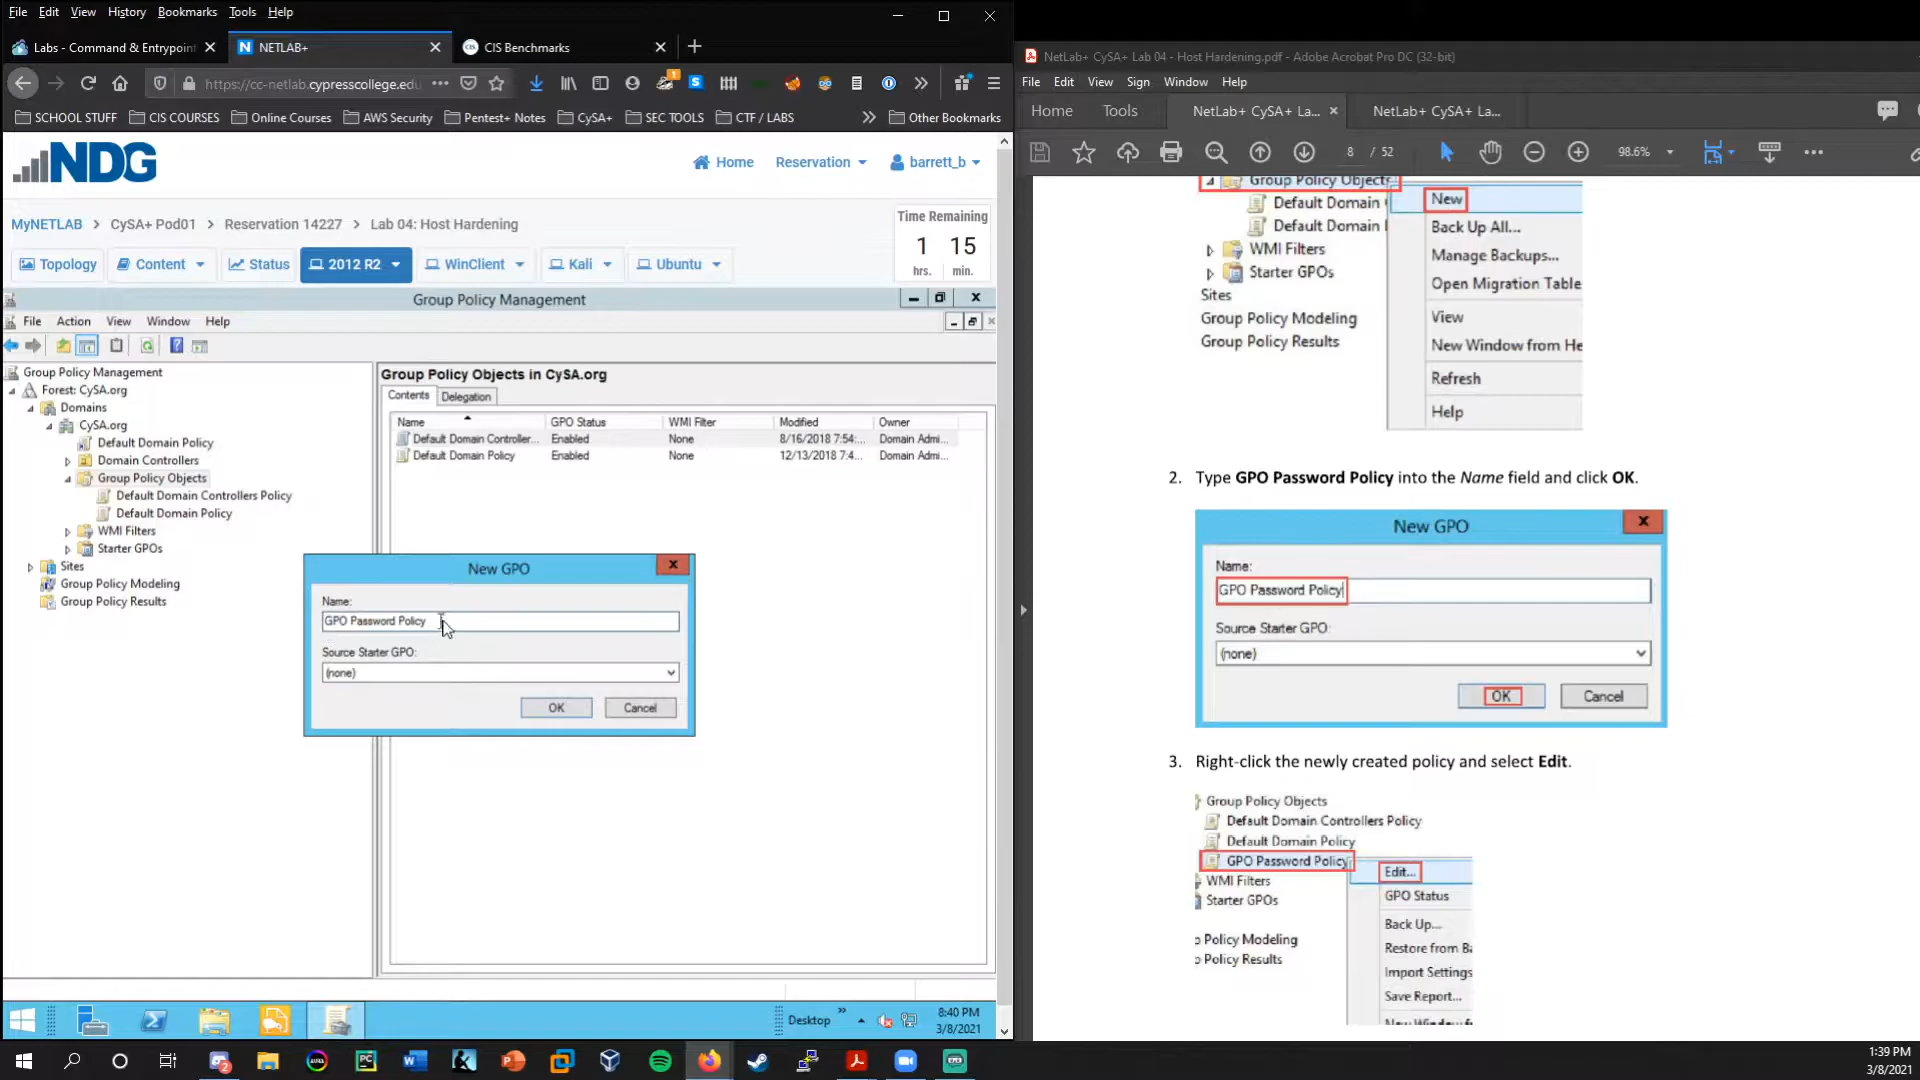 File Edit View History Bookmarks Tools Help
Labs - Command & Entrypoin
NETLAB+
CIS Benchmarks
https://cc-netlab.cypresscollege.edu
SCHOOL STUFF CIS COURSES Online Courses AWS Security Pentest+ Notes CySA+ SEC TOOLS CTF / LABS Other Bookmarks
NDG
Home Reservation barrett_b
MyNETLAB > CySA+ Pod01 > Reservation 14227 > Lab 04: Host Hardening
Time Remaining
1 15
hrs. min.
Topology Content Status 2012 R2 WinClient Kali Ubuntu
Group Policy Management
File Action View Window Help
Group Policy Management
Forest: CySA.org
Domains
CySA.org
Default Domain Policy
Domain Controllers
Group Policy Objects
Default Domain Controllers Policy
Default Domain Policy
WMI Filters
Starter GPOs
Sites
Group Policy Modeling
Group Policy Results
Group Policy Objects in CySA.org
Contents Delegation
Name GPO Status WMI Filter Modified Owner
Default Domain Controller... Enabled None 8/16/2018 7:54:... Domain Admi...
Default Domain Policy Enabled None 12/13/2018 7:4... Domain Admi...
New GPO
Name:
GPO Password Policy
Source Starter GPO:
(none)
OK Cancel
Desktop
8:40 PM
3/8/2021
NetLab+ CySA+ Lab 04 - Host Hardening.pdf - Adobe Acrobat Pro DC (32-bit)
File Edit View Sign Window Help
Home Tools NetLab+ CySA+ La... NetLab+ CySA+ La...
8 / 52
98.6%
Group Policy Objects
Default Domain
Default Domain
WMI Filters
Starter GPOs
Sites
Group Policy Modeling
Group Policy Results
New
Back Up All...
Manage Backups...
Open Migration Table
View
New Window from He
Refresh
Help
2. Type GPO Password Policy into the Name field and click OK.
New GPO
Name:
GPO Password Policy
Source Starter GPO:
(none)
OK Cancel
3. Right-click the newly created policy and select Edit.
Group Policy Objects
Default Domain Controllers Policy
Default Domain Policy
GPO Password Policy
WMI Filters
Starter GPOs
Policy Modeling
Policy Results
Edit...
GPO Status
Back Up...
Restore from Ba
Import Settings
Save Report...
1:39 PM
3/8/2021